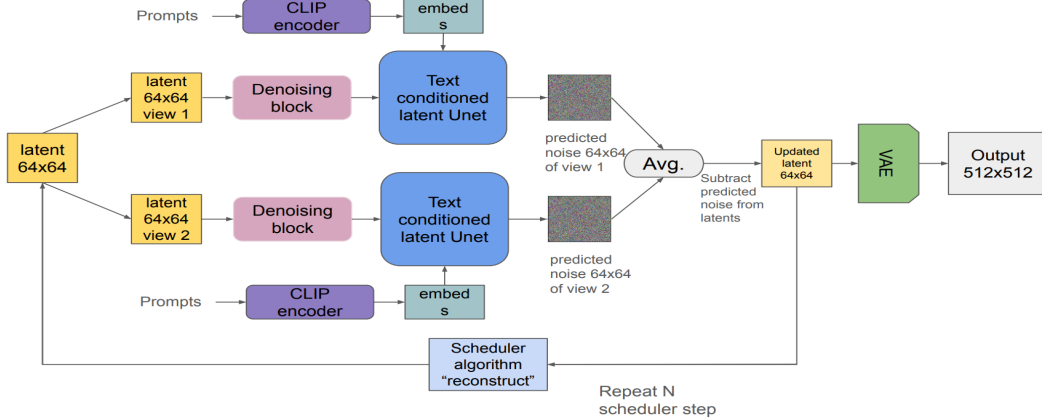 Prompts
CLIP
encoder
embed
s
latent
64x64
view 1
Denoising
block
Text
conditioned
latent Unet
predicted
noise 64x64
of view 1
latent
64x64
Avg.
Subtract
predicted
noise from
latents
Updated
latent
64x64
VAE
Output
512x512
latent
64x64
view 2
Denoising
block
Text
conditioned
latent Unet
predicted
noise 64x64
of view 2
Prompts
CLIP
encoder
embed
s
Scheduler
algorithm
“reconstruct”
Repeat N
scheduler step